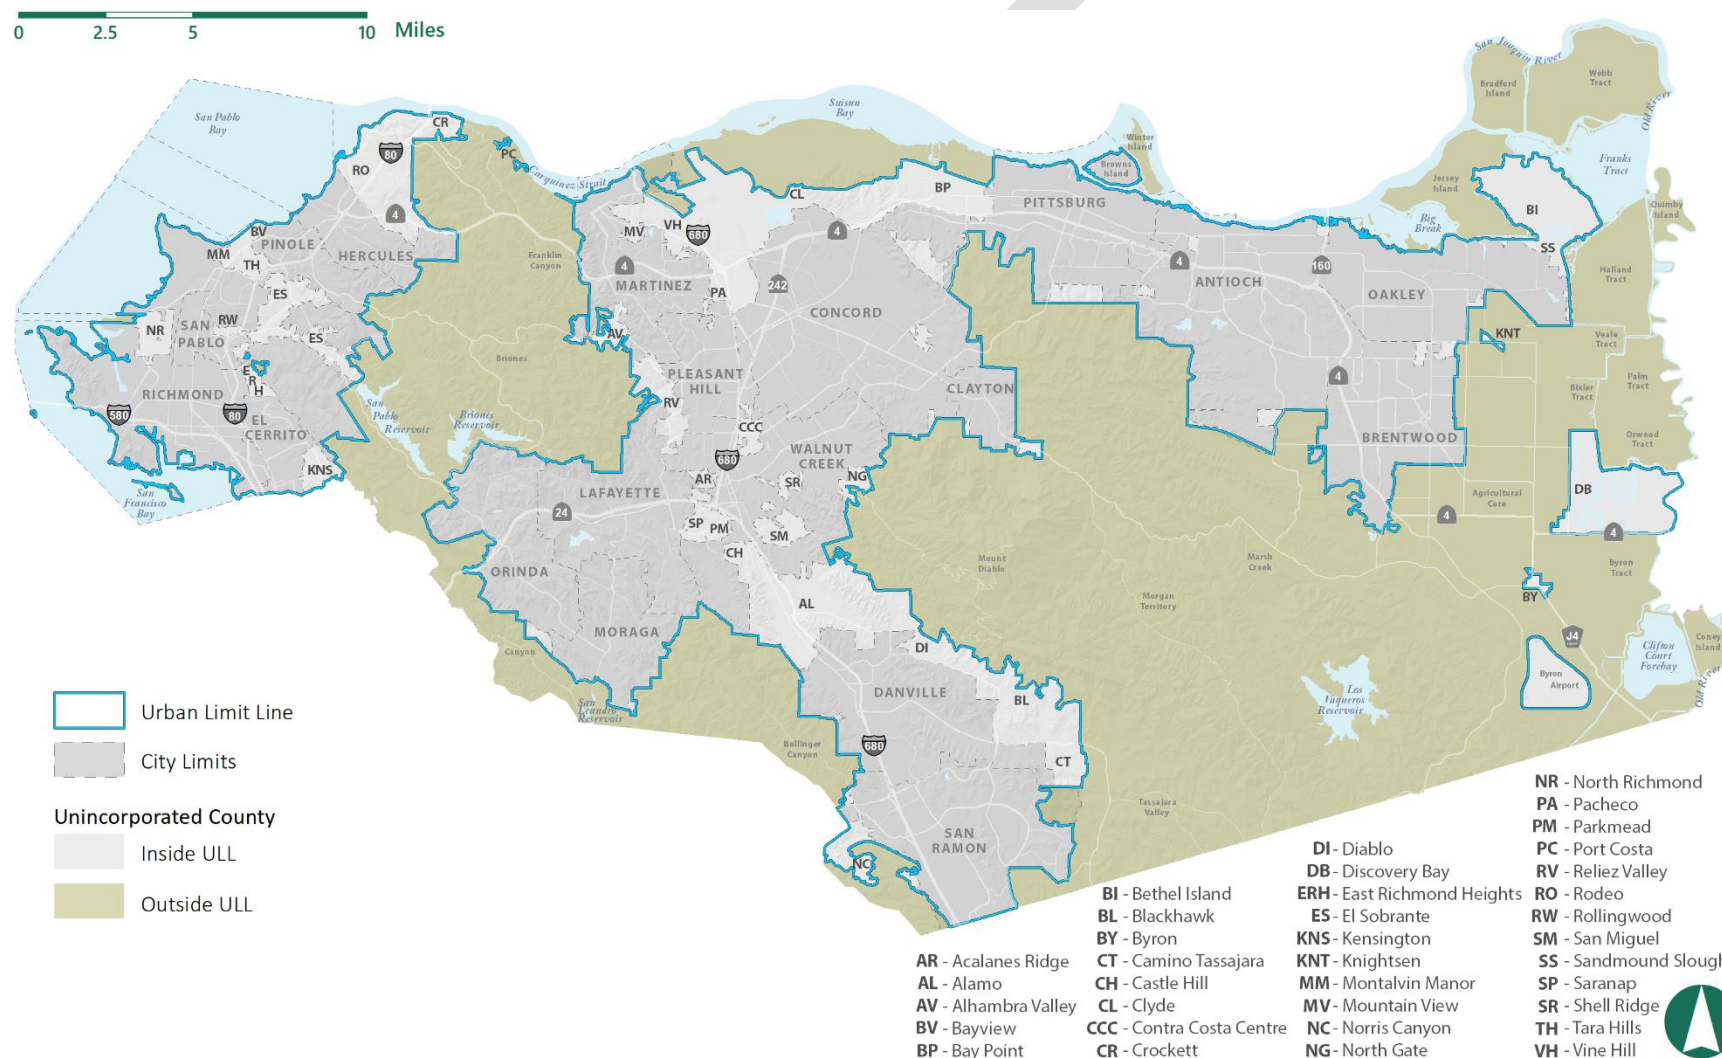 0 2.5 5 10 Miles
San Pablo
Bay
Suisun
Bay
San Joaquin River
Bradford
Island
Webb
Tract
Old River
Franks
Tract
Winter
Island
Browns
Island
Jersey
Island
Quimby
Island
Big
Break
Carquinez Strait
CR
80
RO
PC
4
BV
PINOLE
MM
TH
HERCULES
ES
NR
SAN
PABLO
RW
ES
E
R
H
RICHMOND
580
80
EL
CERRITO
KNS
San
Francisco
Bay
San
Pablo
Reservoir
Briones
Reservoir
Briones
Franklin
Canyon
MV
VH
680
CL
BP
4
4
MARTINEZ
PA
242
CONCORD
AV
PLEASANT
HILL
RV
CLAYTON
CCC
WALNUT
CREEK
680
NG
AR
SR
LAFAYETTE
24
SP
PM
SM
CH
ORINDA
AL
MORAGA
Canyon
San
Leandro
Reservoir
PITTSBURG
4
ANTIOCH
160
OAKLEY
BI
SS
Holland
Tract
KNT
Veale
Tract
4
Bixler
Tract
Palm
Tract
BRENTWOOD
Orwood
Tract
DB
Agricultural
Core
4
4
Mount
Diablo
Marsh
Creek
Byron
Tract
Morgan
Territory
BY
J4
Clifton
Court
Forebay
Coney
Island
Old River
Byron
Airport
Los
Vaqueros
Reservoir
DI
DANVILLE
BL
680
CT
Bollinger
Canyon
Tassajara
Valley
SAN
RAMON
NC
Urban Limit Line
City Limits
Unincorporated County
Inside ULL
Outside ULL
AR - Acalanes Ridge
AL - Alamo
AV - Alhambra Valley
BV - Bayview
BP - Bay Point
BI - Bethel Island
BL - Blackhawk
BY - Byron
CT - Camino Tassajara
CH - Castle Hill
CL - Clyde
CCC - Contra Costa Centre
CR - Crockett
DI - Diablo
DB - Discovery Bay
ERH - East Richmond Heights
ES - El Sobrante
KNS - Kensington
KNT - Knightsen
MM - Montalvin Manor
MV - Mountain View
NC - Norris Canyon
NG - North Gate
NR - North Richmond
PA - Pacheco
PM - Parkmead
PC - Port Costa
RV - Reliez Valley
RO - Rodeo
RW - Rollingwood
SM - San Miguel
SS - Sandmound Slough
SP - Saranap
SR - Shell Ridge
TH - Tara Hills
VH - Vine Hill